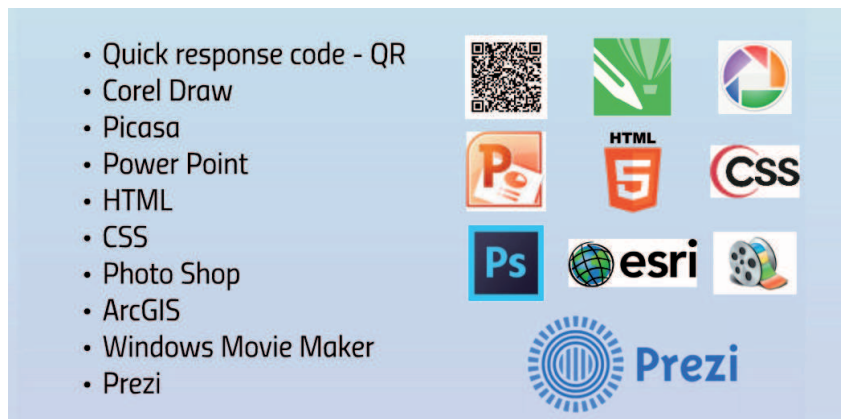 • Quick response code - QR
• Corel Draw
• Picasa
• Power Point
• HTML
• CSS
• Photo Shop
• ArcGIS
• Windows Movie Maker
• Prezi
P
HTML
5
CSS
Ps
esri
Prezi